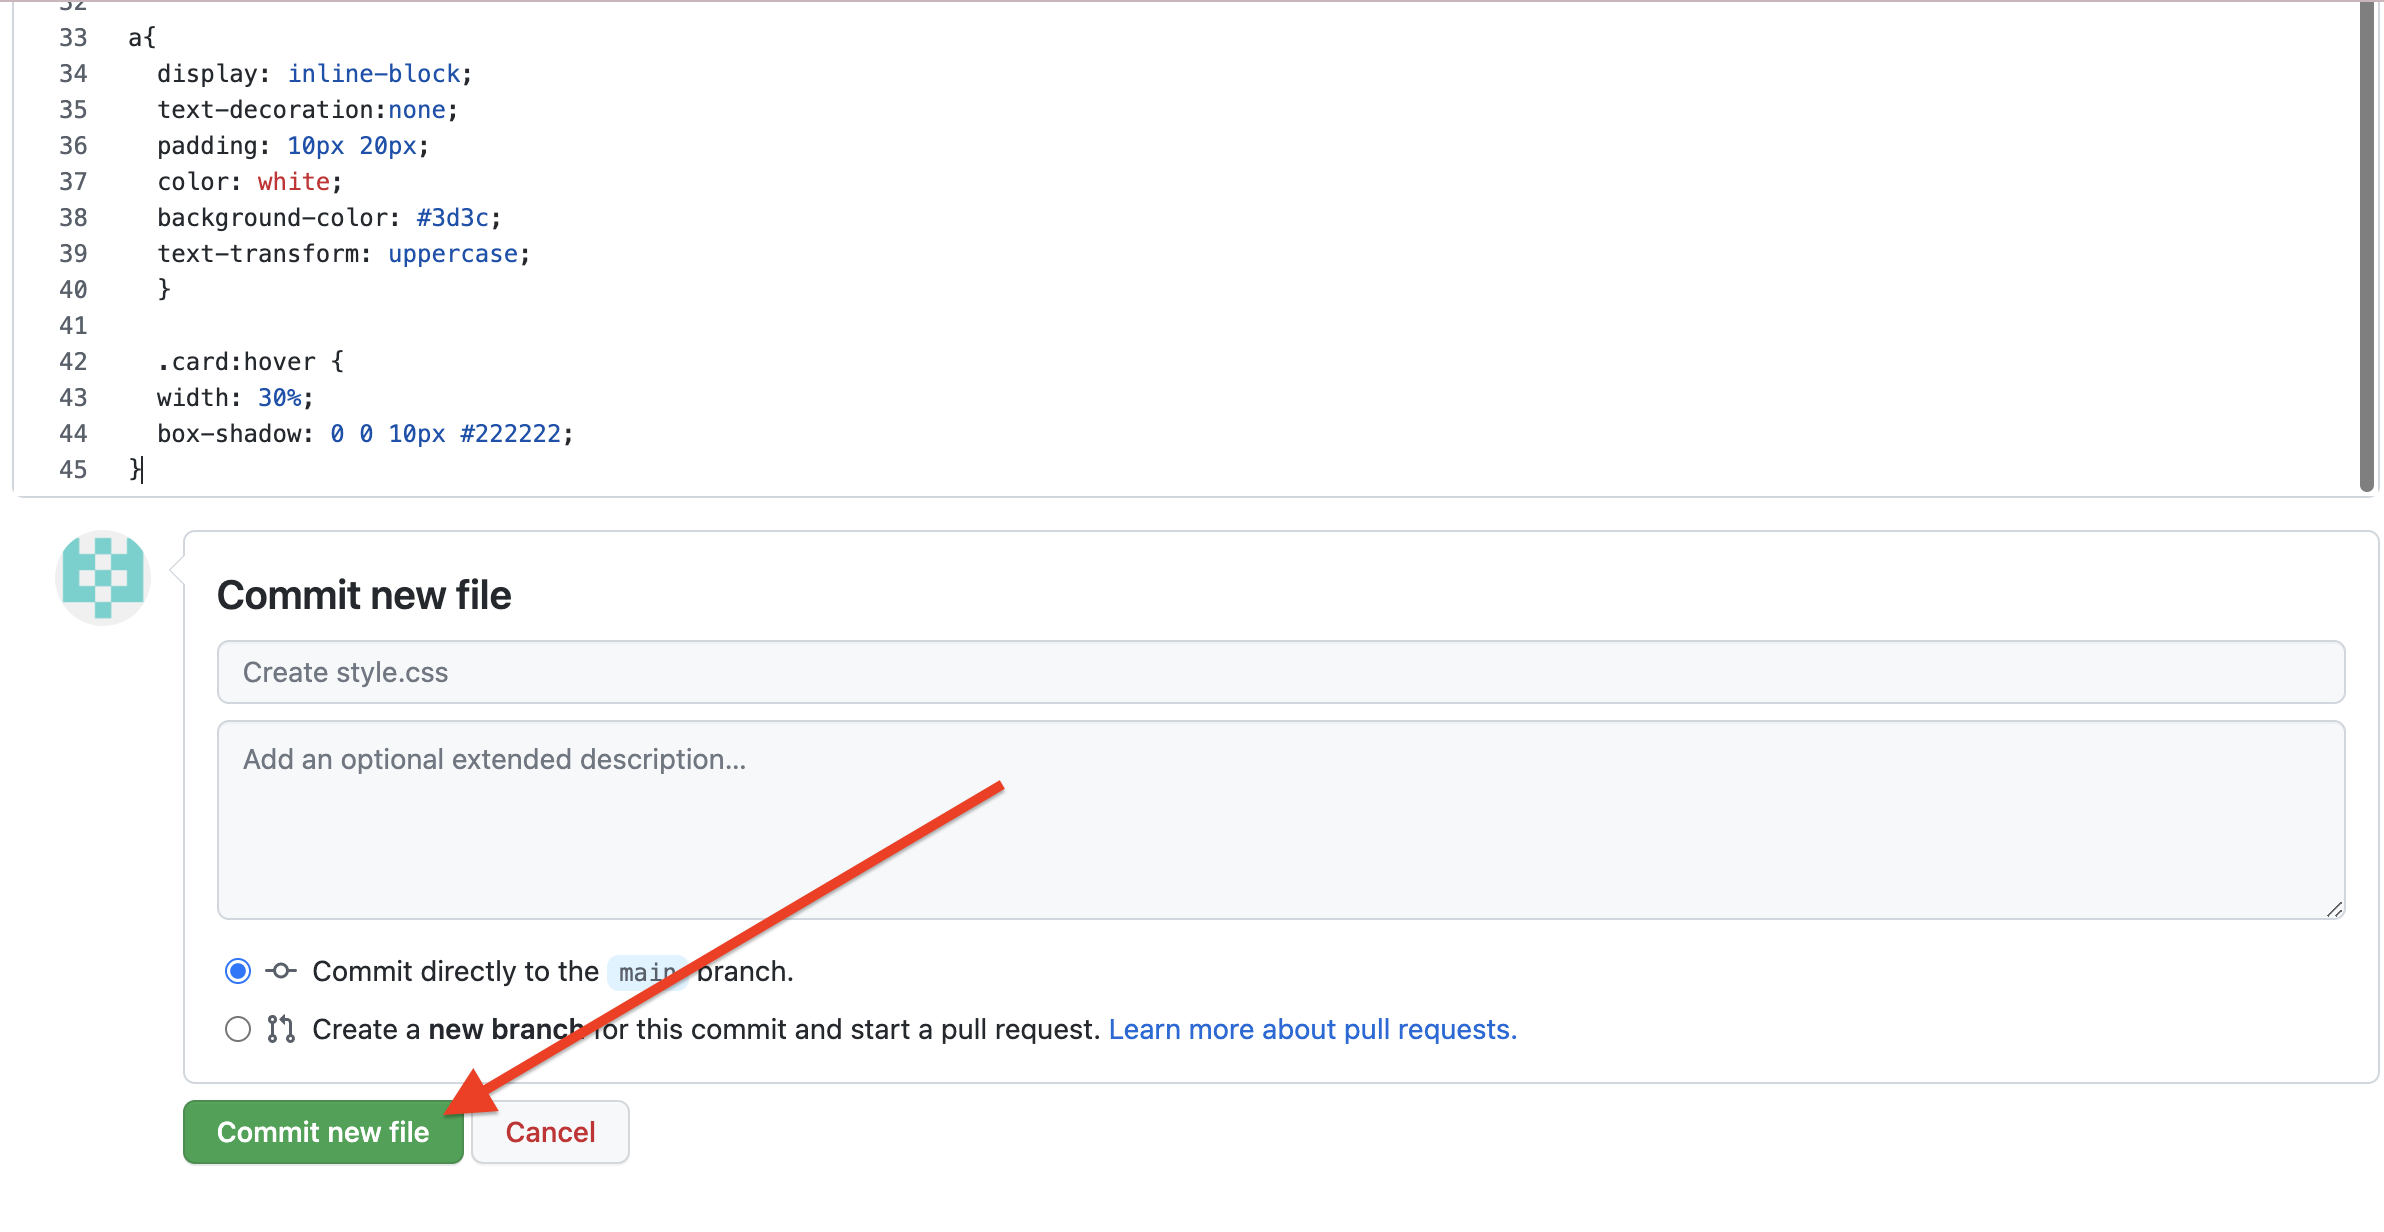 32
33 a{
34 display: inline-block;
35 text-decoration:none;
36 padding: 10px 20px;
37 color: white;
38 background-color: #3d3c;
39 text-transform: uppercase;
40 }
41
42 .card:hover {
43 width: 30%;
44 box-shadow: 0 0 10px #222222;
45 }
Commit new file
Create style.css
Add an optional extended description...
Commit directly to the main branch.
Create a new branch for this commit and start a pull request. Learn more about pull requests.
Commit new file
Cancel